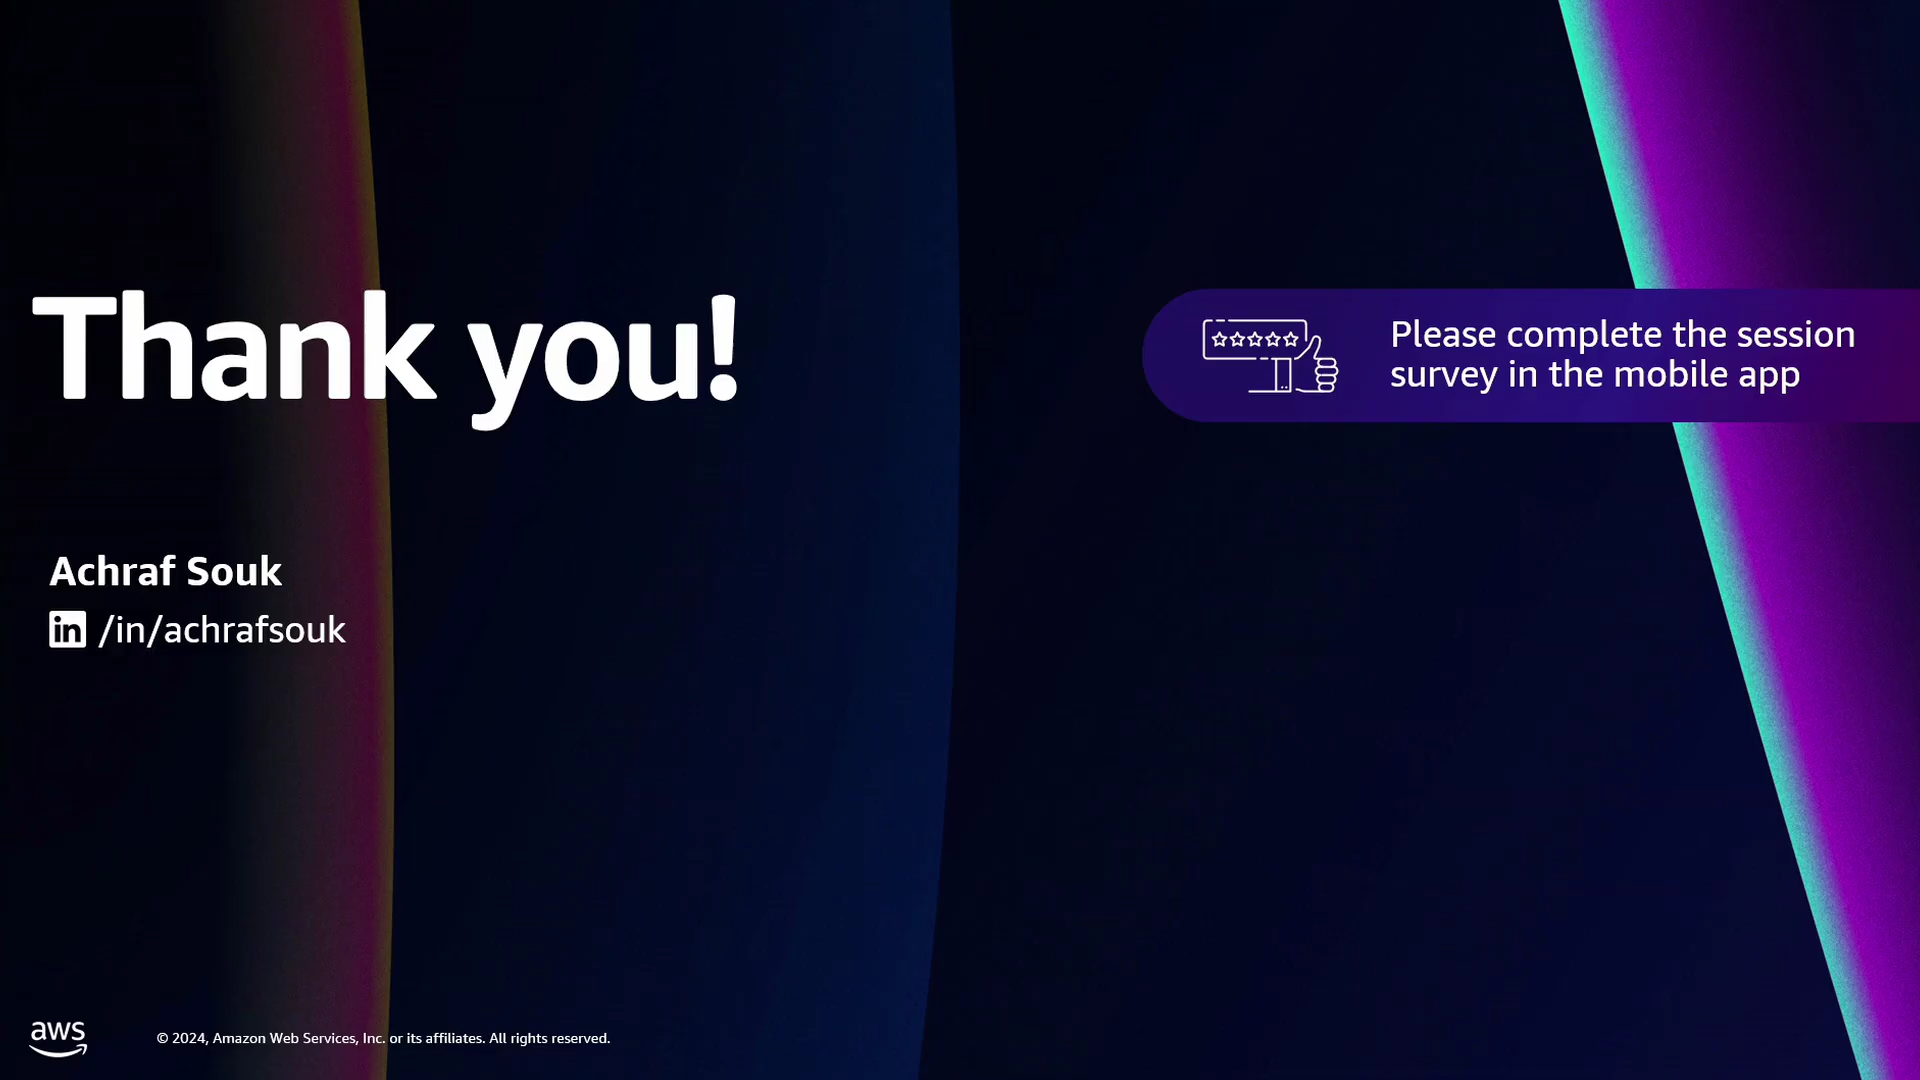 Thank you!
Please complete the session
survey in the mobile app
Achraf Souk
in /in/achrafsouk
aws
© 2024, Amazon Web Services, Inc. or its affiliates. All rights reserved.